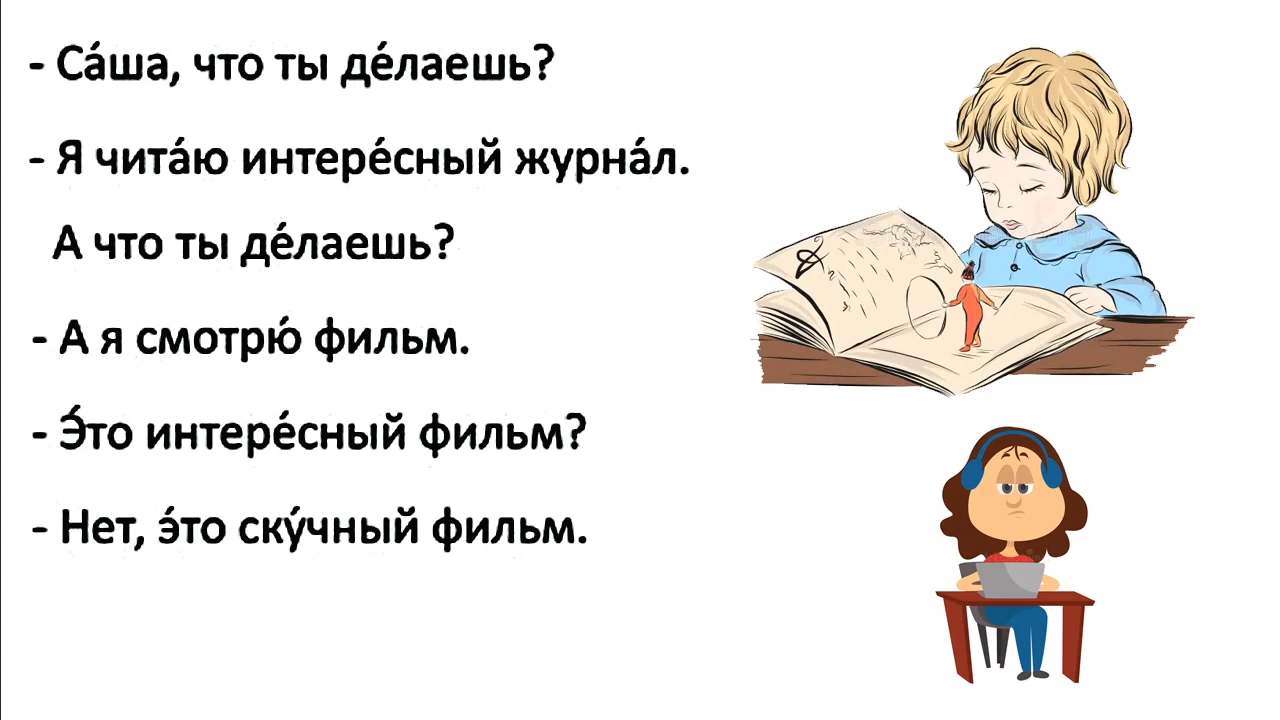 - Са́ша, что ты де́лаешь?
- Я чита́ю интере́сный журна́л.
А что ты де́лаешь?
- А я смотрю́ фильм.
- Э́то интере́сный фильм?
- Нет, э́то ску́чный фильм.